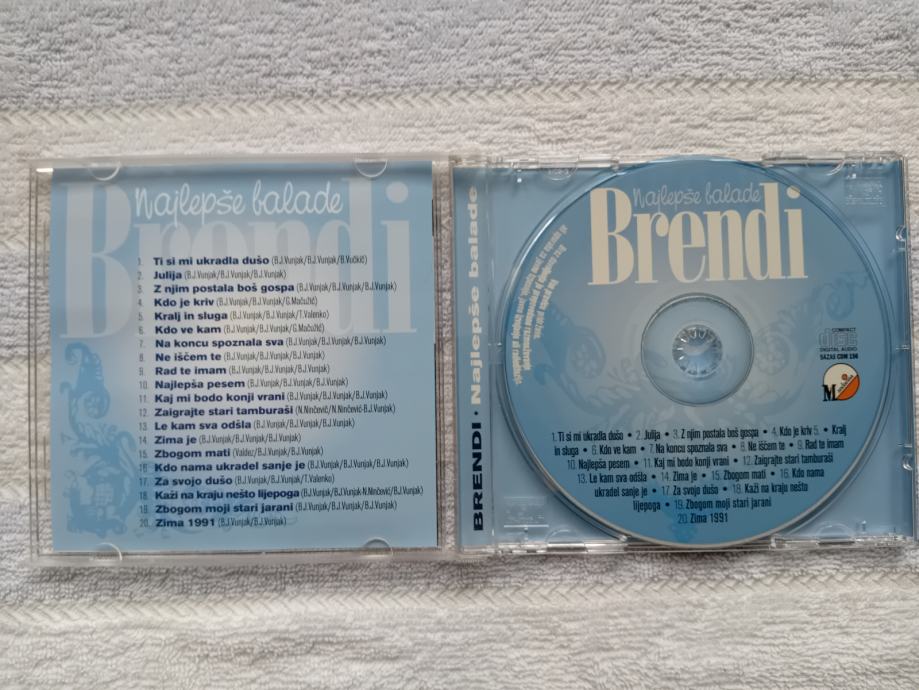 Najlepše balade
Brendi
1. Ti si mi ukradla dušo (B.J.Vunjak/B.J.Vunjak/B.Vučkić)
2. Julija (B.J.Vunjak/B.J.Vunjak/B.J.Vunjak)
3. Z njim postala boš gospa (B.J.Vunjak/B.J.Vunjak/B.J.Vunjak)
4. Kdo je kriv (B.J.Vunjak/B.J.Vunjak/G.Mačužić)
5. Kralj in sluga (B.J.Vunjak/B.J.Vunjak/T.Valenko)
6. Kdo ve kam (B.J.Vunjak/B.J.Vunjak/G.Mačužić)
7. Na koncu spoznala sva (B.J.Vunjak/B.J.Vunjak/B.J.Vunjak)
8. Ne iščem te (B.J.Vunjak/B.J.Vunjak/B.J.Vunjak)
9. Rad te imam (B.J.Vunjak/B.J.Vunjak/B.J.Vunjak)
10. Najlepša pesem (B.J.Vunjak/B.J.Vunjak/B.J.Vunjak)
11. Kaj mi bodo konji vrani (B.J.Vunjak/B.J.Vunjak/B.J.Vunjak)
12. Zaigrajte stari tamburaši (N.Ninčević/N.Ninčević-B.J.Vunjak)
13. Le kam sva odšla (B.J.Vunjak/B.J.Vunjak/B.J.Vunjak)
14. Zima je (B.J.Vunjak/B.J.Vunjak/B.J.Vunjak)
15. Zbogom mati (Valdez/B.J.Vunjak/B.J.Vunjak)
16. Kdo nama ukradel sanje je (B.J.Vunjak/B.J.Vunjak/B.J.Vunjak)
17. Za svojo dušo (B.J.Vunjak/B.J.Vunjak/T.Valenko)
18. Kaži na kraju nešto lijepoga (B.J.Vunjak/B.J.Vunjak-N.Ninčović/B.J.Vunjak)
19. Zbogom moji stari jarani (B.J.Vunjak/B.J.Vunjak/B.J.Vunjak)
20. Zima 1991 (B.J.Vunjak/B.J.Vunjak)
BRENDI · Najlepše balade
Najlepše balade
Brendi
COMPACT
disc
DIGITAL AUDIO
SAZAS CDM 156
1. Ti si mi ukradla dušo • 2. Julija • 3. Z njim postala boš gospa • 4. Kdo je kriv 5. • Kralj
in sluga • 6. Kdo ve kam • 7. Na koncu spoznala sva • 8. Ne iščem te • 9. Rad te imam
10. Najlepša pesem • 11. Kaj mi bodo konji vrani • 12. Zaigrajte stari tamburaši
13. Le kam sva odšla • 14. Zima je • 15. Zbogom mati • 16. Kdo nama
ukradel sanje je • 17 Za svojo dušo • 18. Kaži na kraju nešto
lijepoga • 19. Zbogom moji stari jarani
20. Zima 1991